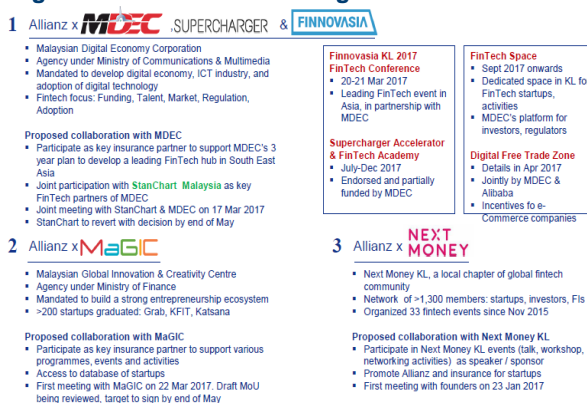 1 Allianz x MDEC ,SUPERCHARGER & FINNOVASIA
▪ Malaysian Digital Economy Corporation
▪ Agency under Ministry of Communications & Multimedia
▪ Mandated to develop digital economy, ICT industry, and
adoption of digital technology
▪ Fintech focus: Funding, Talent, Market, Regulation,
Adoption
Proposed collaboration with MDEC
▪ Participate as key insurance partner to support MDEC's 3
year plan to develop a leading FinTech hub in South East
Asia
▪ Joint participation with StanChart Malaysia as key
FinTech partners of MDEC
▪ Joint meeting with StanChart & MDEC on 17 Mar 2017
▪ StanChart to revert with decision by end of May
Finnovasia KL 2017
FinTech Conference
▪ 20-21 Mar 2017
▪ Leading FinTech event in
Asia, in partnership with
MDEC
Supercharger Accelerator
& FinTech Academy
▪ July-Dec 2017
▪ Endorsed and partially
funded by MDEC
FinTech Space
▪ Sept 2017 onwards
▪ Dedicated space in KL for
FinTech startups,
activities
▪ MDEC's platform for
investors, regulators
Digital Free Trade Zone
▪ Details in Apr 2017
▪ Jointly by MDEC &
Alibaba
▪ Incentives fo e-
Commerce companies
2 Allianz x MaGIC
▪ Malaysian Global Innovation & Creativity Centre
▪ Agency under Ministry of Finance
▪ Mandated to build a strong entrepreneurship ecosystem
▪ >200 startups graduated: Grab, KFIT, Katsana
Proposed collaboration with MaGIC
▪ Participate as key insurance partner to support various
programmes, events and activities
▪ Access to database of startups
▪ First meeting with MaGIC on 22 Mar 2017. Draft MoU
being reviewed, target to sign by end of May
3 Allianz x NEXT MONEY
▪ Next Money KL, a local chapter of global fintech
community
▪ Network of >1,300 members: startups, investors, FIs
▪ Organized 33 fintech events since Nov 2015
Proposed collaboration with Next Money KL
▪ Participate in Next Money KL events (talk, workshop,
networking activities) as speaker / sponsor
▪ Promote Allianz and insurance for startups
▪ First meeting with founders on 23 Jan 2017